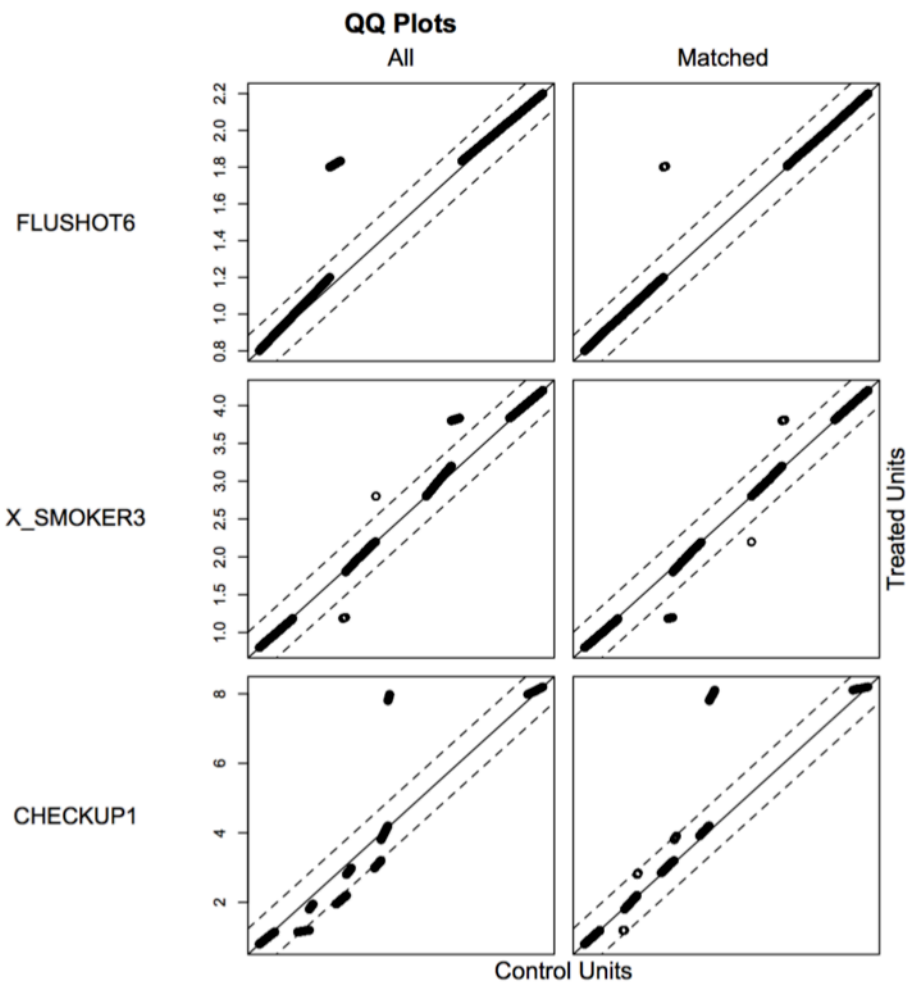 QQ Plots
All
Matched
FLUSHOT6
0.8 1.0 1.2 1.4 1.6 1.8 2.0 2.2
X_SMOKER3
1.0 1.5 2.0 2.5 3.0 3.5 4.0
CHECKUP1
2 4 6 8
Treated Units
Control Units